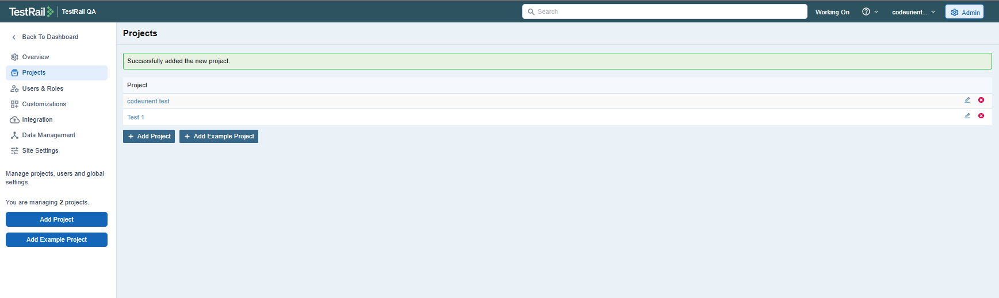 TestRail TestRail QA Search Working On codeurient... Admin
Back To Dashboard
Overview
Projects
Users & Roles
Customizations
Integration
Data Management
Site Settings
Manage projects, users and global
settings.
You are managing 2 projects.
Add Project
Add Example Project
Projects
Successfully added the new project.
Project
codeurient test
Test 1
Add Project Add Example Project